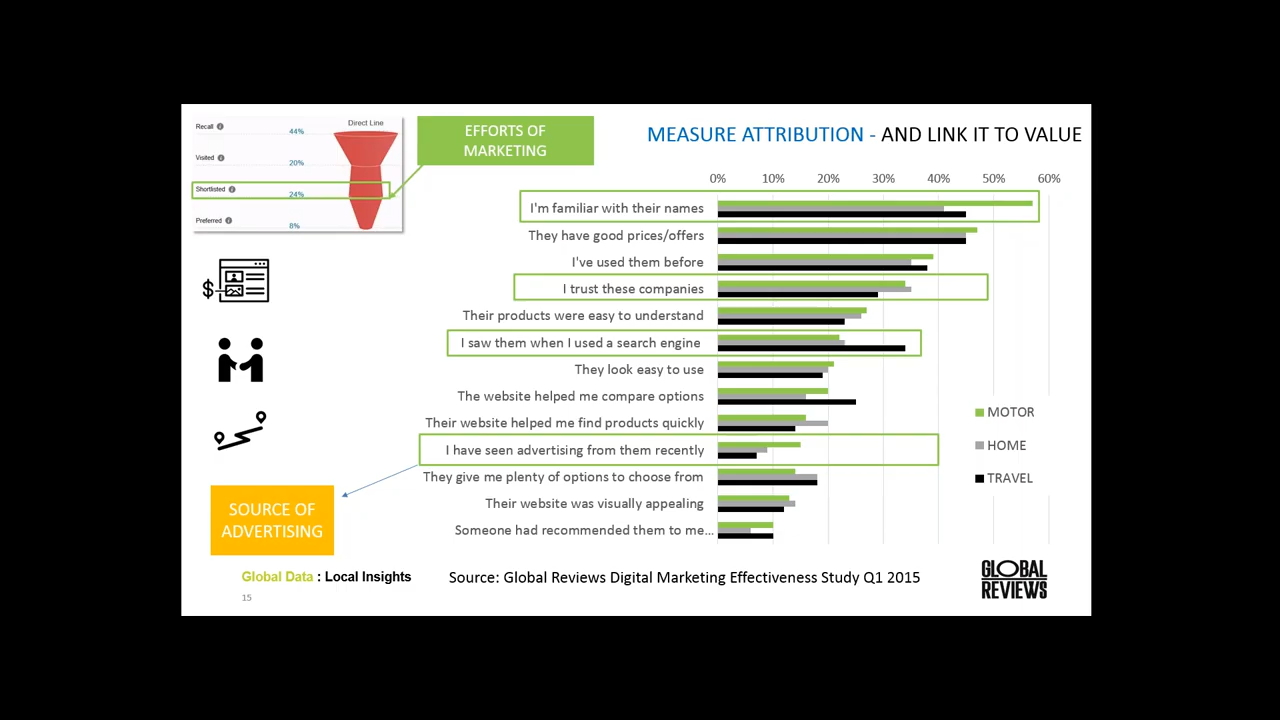 Direct Line
Recall
44%
Visited
20%
Shortlisted
24%
Preferred
8%
EFFORTS OF
MARKETING
MEASURE ATTRIBUTION - AND LINK IT TO VALUE
0% 10% 20% 30% 40% 50% 60%
I'm familiar with their names
They have good prices/offers
I've used them before
I trust these companies
Their products were easy to understand
I saw them when I used a search engine
They look easy to use
The website helped me compare options
Their website helped me find products quickly
I have seen advertising from them recently
They give me plenty of options to choose from
Their website was visually appealing
Someone had recommended them to me…
MOTOR
HOME
TRAVEL
$
SOURCE OF
ADVERTISING
Global Data : Local Insights
Source: Global Reviews Digital Marketing Effectiveness Study Q1 2015
GLOBAL
REVIEWS
15